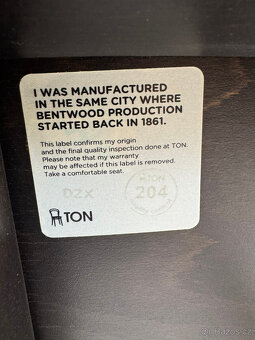 I WAS MANUFACTURED
IN THE SAME CITY WHERE
BENTWOOD PRODUCTION
STARTED BACK IN 1861.
This label confirms my origin
and the final quality inspection done at TON.
Please note that my warranty
may be affected if this label is removed.
Take a comfortable seat.
DZX
TON
204
TON